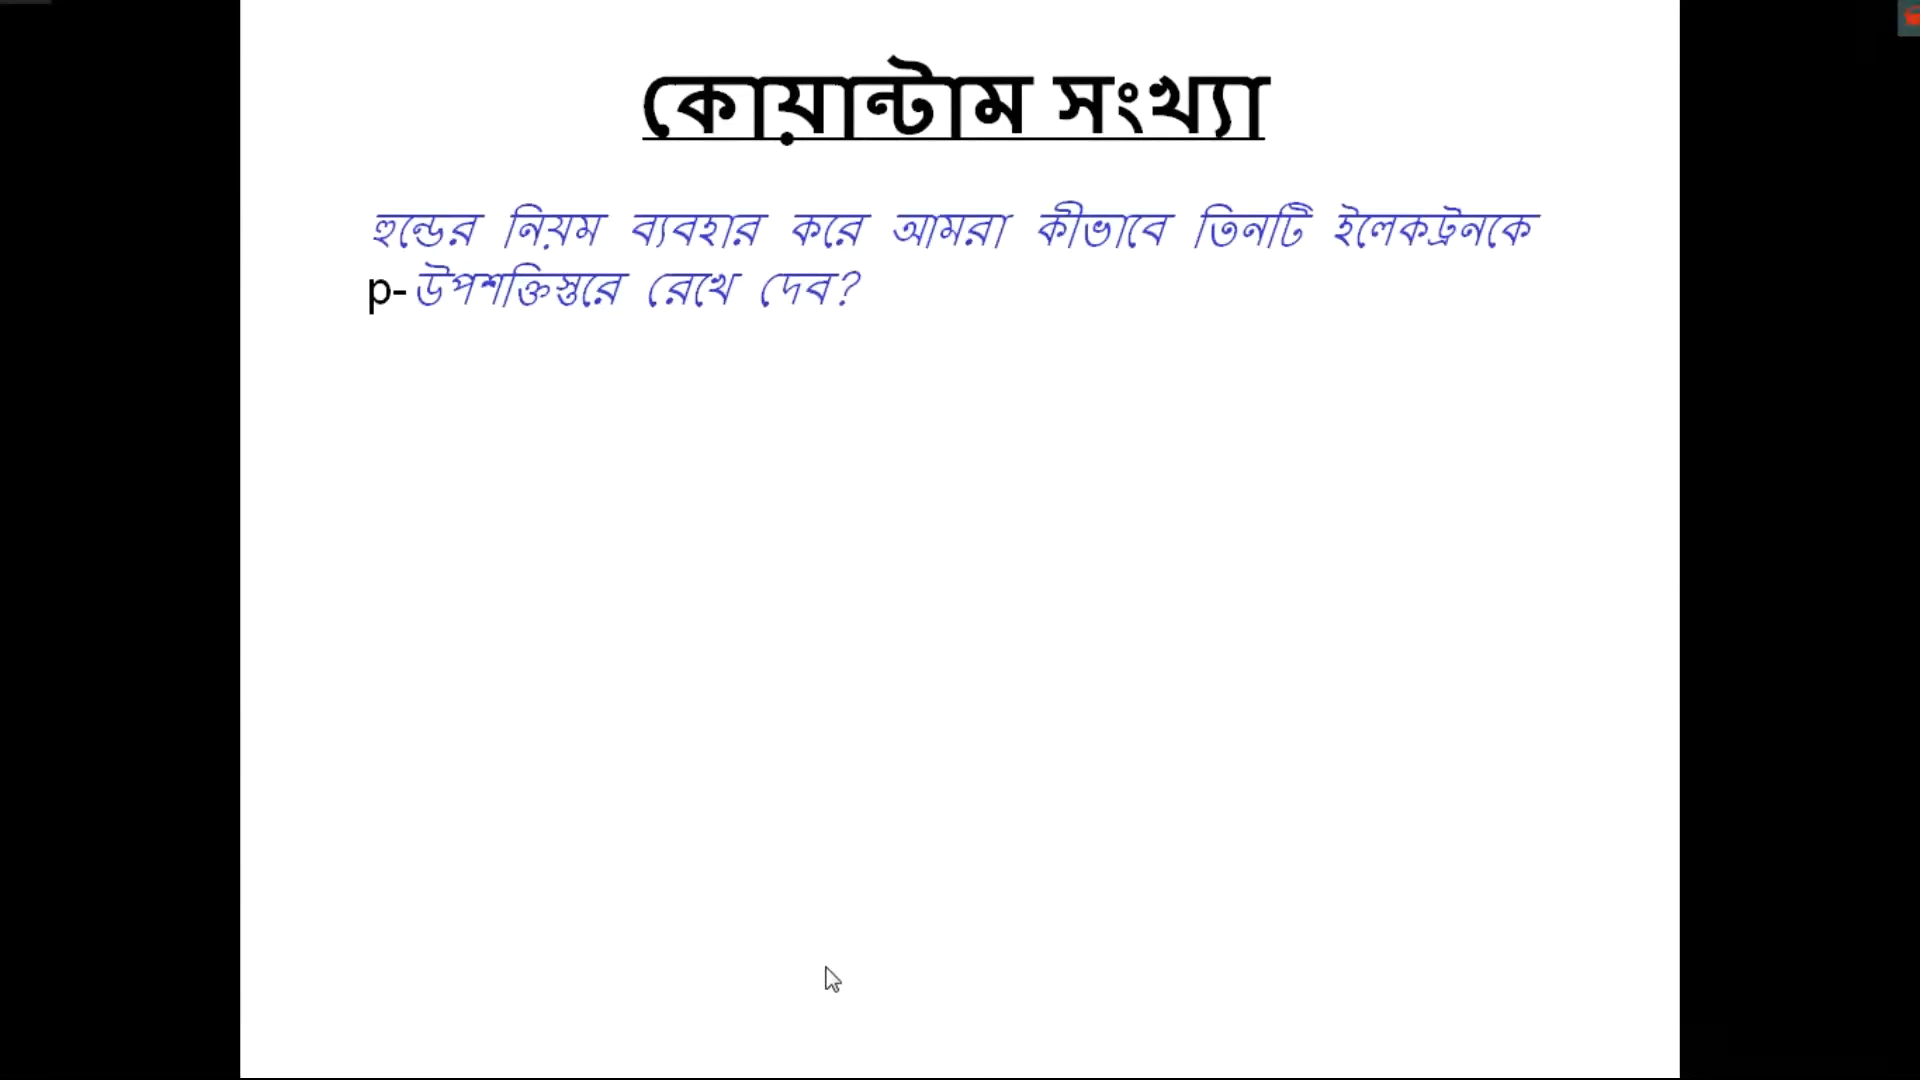 কোয়ান্টাম সংখ্যা
হুন্ডের নিয়ম ব্যবহার করে আমরা কীভাবে তিনটি ইলেকট্রনকে
p-উপশক্তিস্তরে রেখে দেব?